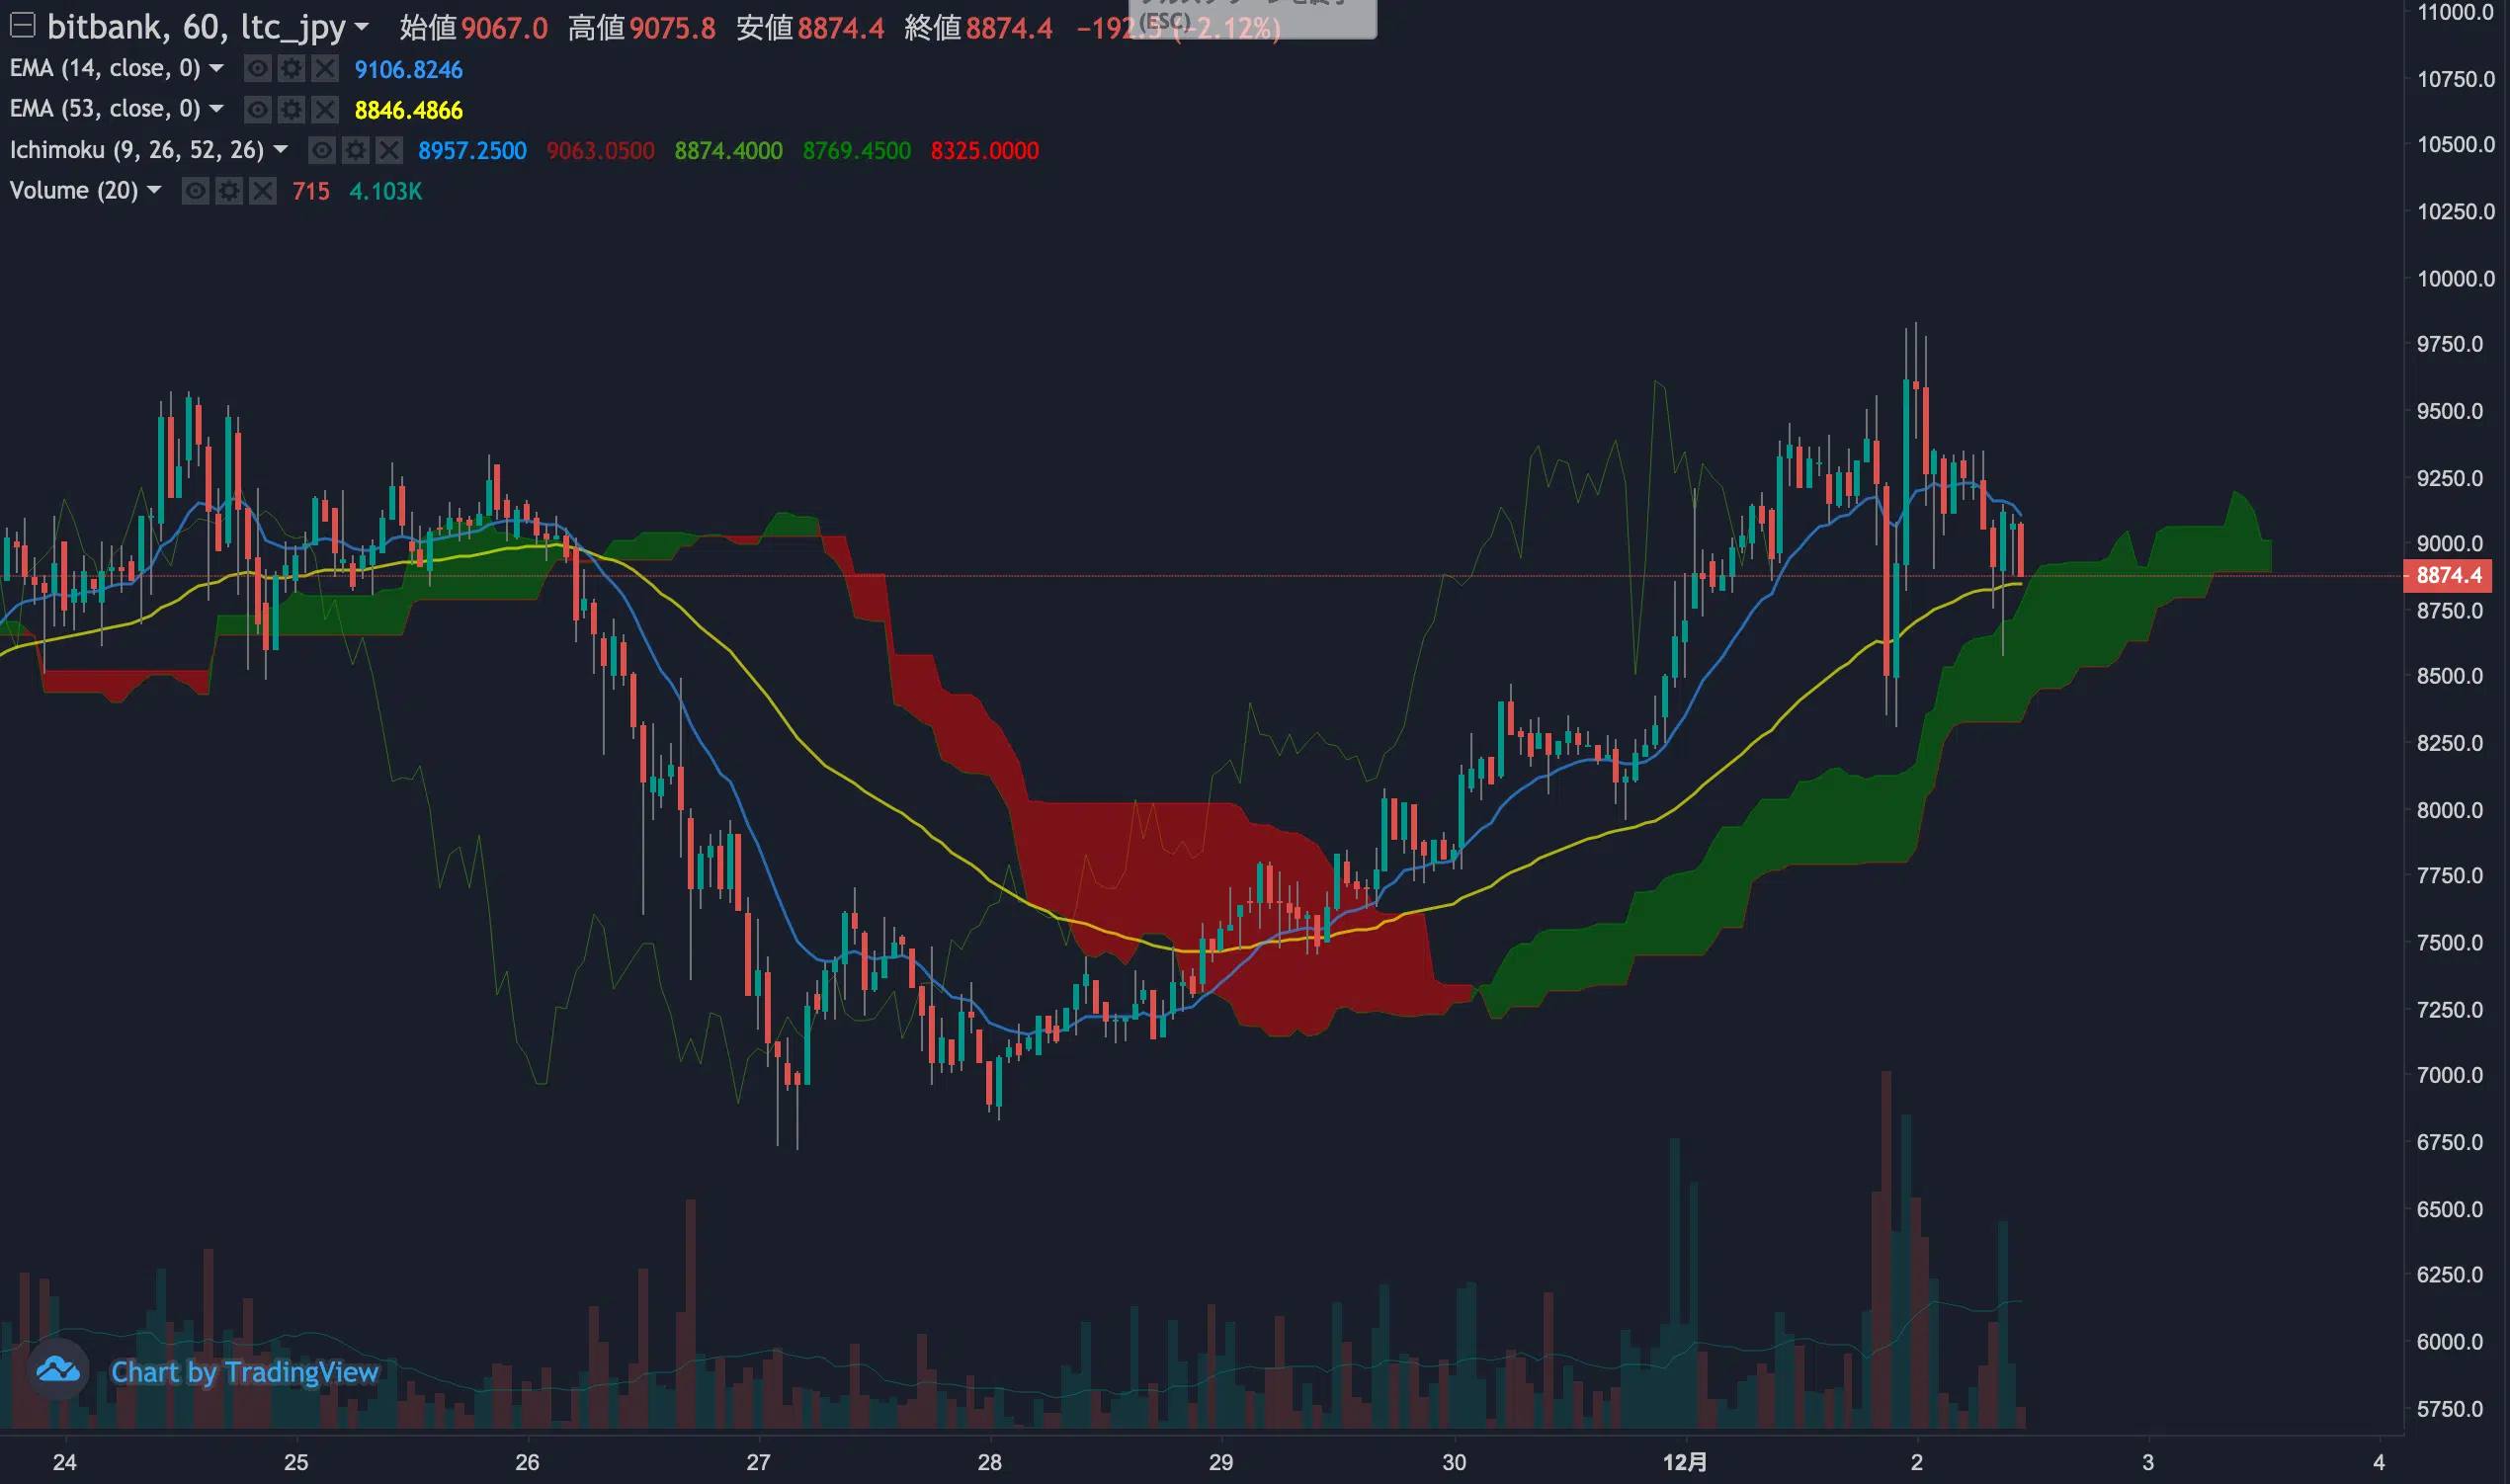 bitbank, 60, ltc_jpy 始値9067.0 高値9075.8 安値8874.4 終値8874.4 −192.5 (−2.12%)
(ESC)
EMA (14, close, 0) 9106.8246
EMA (53, close, 0) 8846.4866
Ichimoku (9, 26, 52, 26) 8957.2500 9063.0500 8874.4000 8769.4500 8325.0000
Volume (20) 715 4.103K
11000.0
10750.0
10500.0
10250.0
10000.0
9750.0
9500.0
9250.0
9000.0
8874.4
8750.0
8500.0
8250.0
8000.0
7750.0
7500.0
7250.0
7000.0
6750.0
6500.0
6250.0
6000.0
5750.0
Chart by TradingView
24 25 26 27 28 29 30 12月 2 3 4